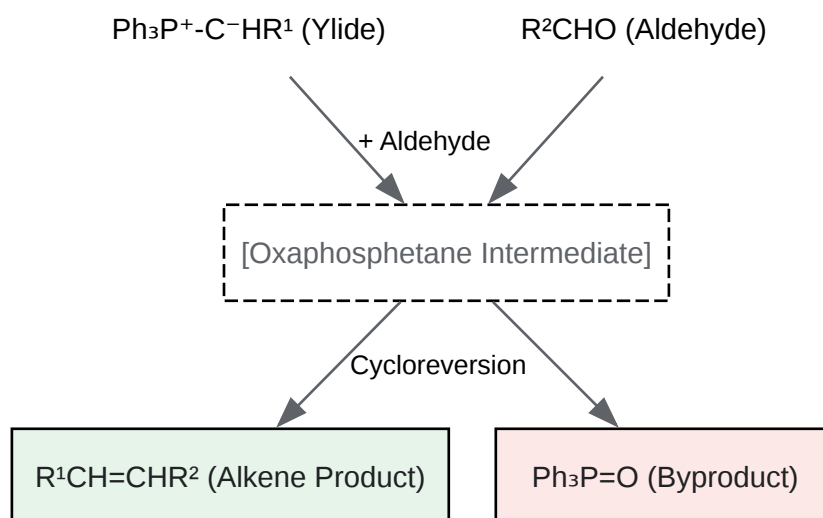 Ph₃P⁺-C⁻HR¹ (Ylide)
R²CHO (Aldehyde)
+ Aldehyde
[Oxaphosphetane Intermediate]
Cycloreversion
R¹CH=CHR² (Alkene Product)
Ph₃P=O (Byproduct)